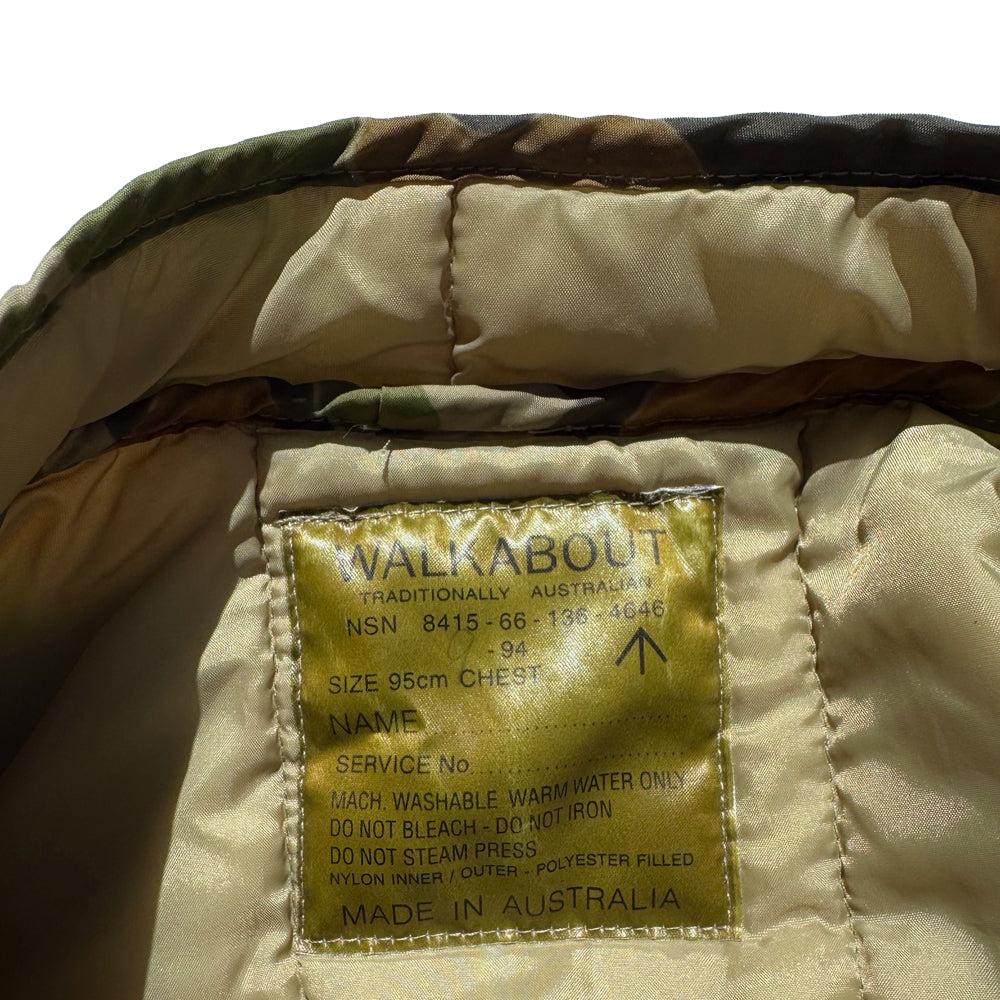 WALKABOUT
TRADITIONALLY AUSTRALIAN
NSN 8415-66-136-4646
-94
SIZE 95cm CHEST
NAME ....................
SERVICE No....................
MACH. WASHABLE WARM WATER ONLY
DO NOT BLEACH - DO NOT IRON
DO NOT STEAM PRESS
NYLON INNER / OUTER - POLYESTER FILLED
MADE IN AUSTRALIA